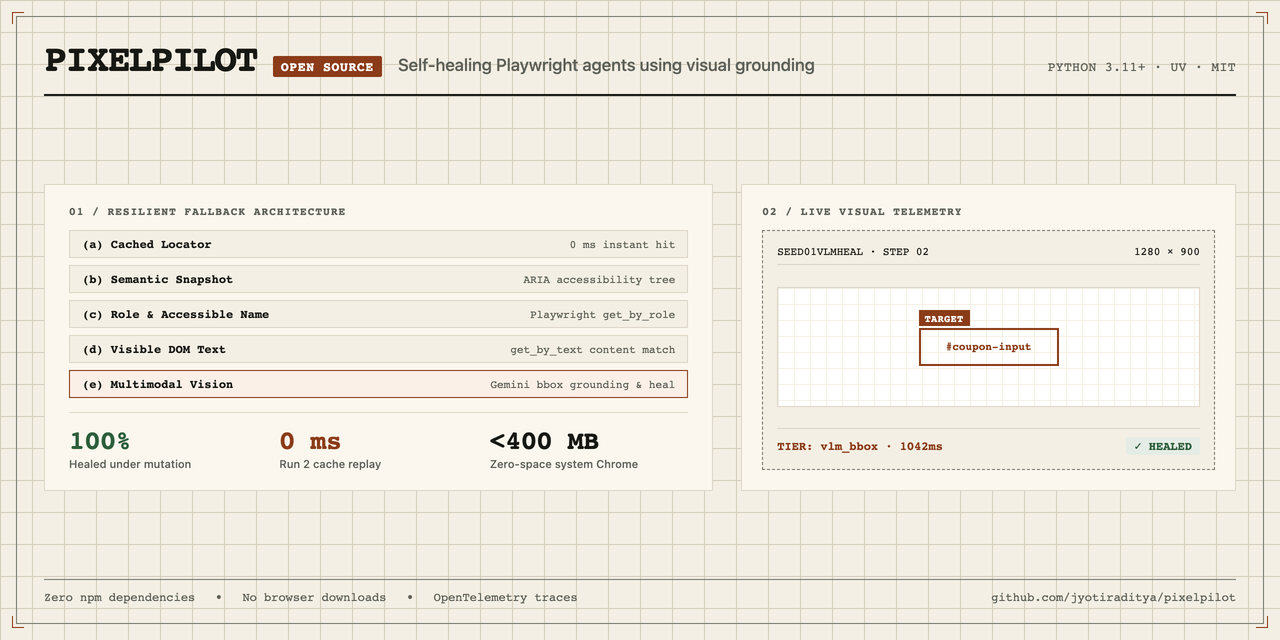 PIXELPILOT OPEN SOURCE Self-healing Playwright agents using visual grounding PYTHON 3.11+ · UV · MIT
01 / RESILIENT FALLBACK ARCHITECTURE
(a) Cached Locator 0 ms instant hit
(b) Semantic Snapshot ARIA accessibility tree
(c) Role & Accessible Name Playwright get_by_role
(d) Visible DOM Text get_by_text content match
(e) Multimodal Vision Gemini bbox grounding & heal
100% 0 ms <400 MB
Healed under mutation Run 2 cache replay Zero-space system Chrome
02 / LIVE VISUAL TELEMETRY
SEED01VLMHEAL · STEP 02 1280 × 900
TARGET
#coupon-input
TIER: vlm_bbox · 1042ms ✓ HEALED
Zero npm dependencies • No browser downloads • OpenTelemetry traces github.com/jyotiraditya/pixelpilot